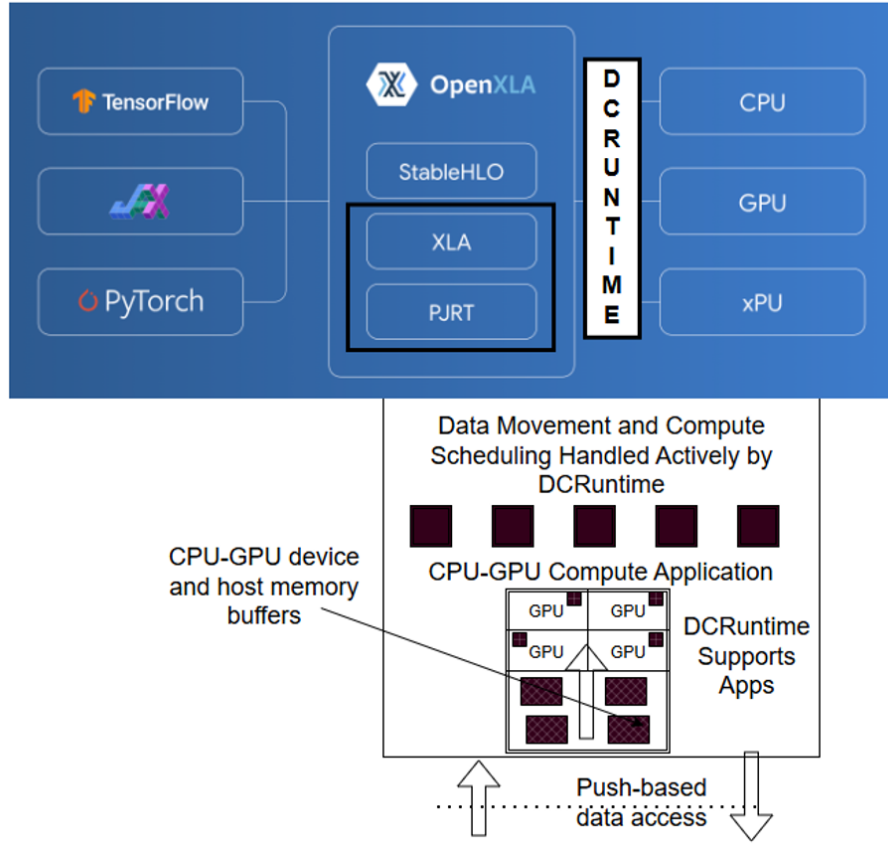 TensorFlow
JAX
PyTorch
OpenXLA
StableHLO
XLA
PJRT
DCRUNTIME
CPU
GPU
xPU
Data Movement and Compute
Scheduling Handled Actively by
DCRuntime
CPU-GPU device
and host memory
buffers
CPU-GPU Compute Application
GPU GPU
GPU GPU
DCRuntime
Supports
Apps
Push-based
data access